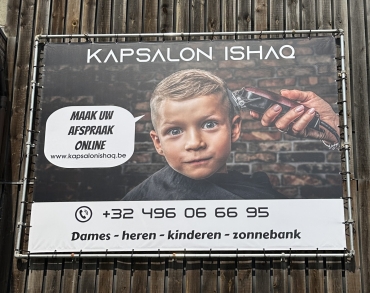 KAPSALON ISHAQ
MAAK UW
AFSPRAAK
ONLINE
www.kapsalonishaq.be
+32 496 06 66 95
Dames - heren - kinderen - zonnebank